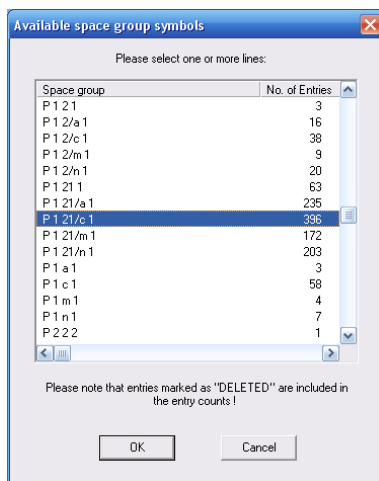 Available space group symbols
Please select one or more lines:
Space group No. of Entries
P 1 2 1 3
P 1 2/a 1 16
P 1 2/c 1 38
P 1 2/m 1 9
P 1 2/n 1 20
P 1 21 1 63
P 1 21/a 1 235
P 1 21/c 1 396
P 1 21/m 1 172
P 1 21/n 1 203
P 1 a 1 3
P 1 c 1 58
P 1 m 1 4
P 1 n 1 7
P 2 2 2 1
Please note that entries marked as "DELETED" are included in
the entry counts !
OK Cancel